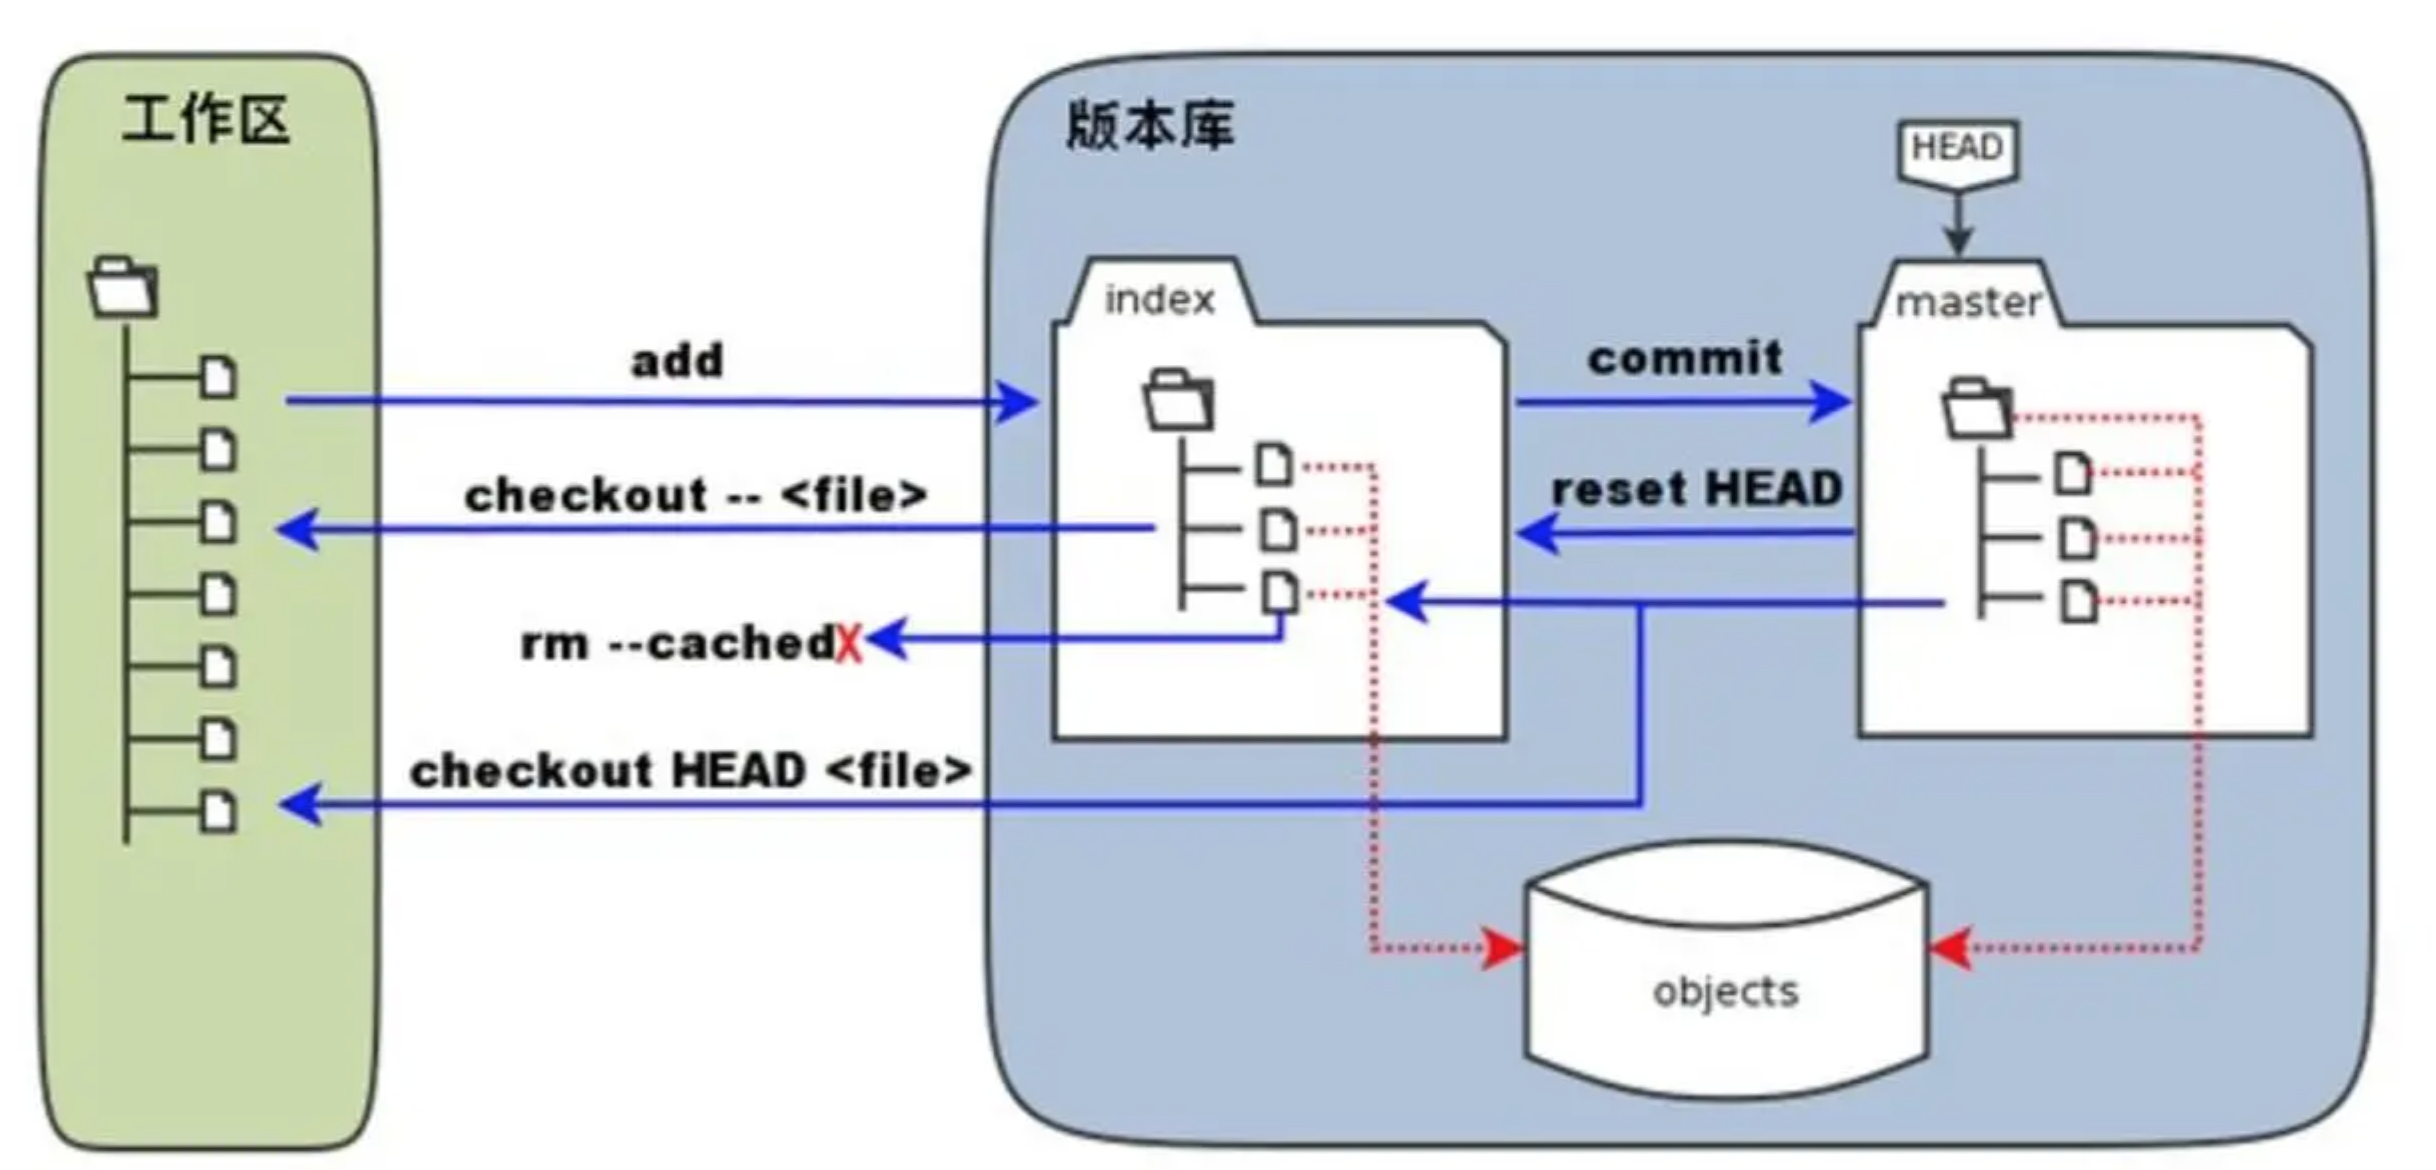 工作区
版本库
HEAD
index
master
add
commit
checkout -- <file>
reset HEAD
rm --cachedX
checkout HEAD <file>
objects